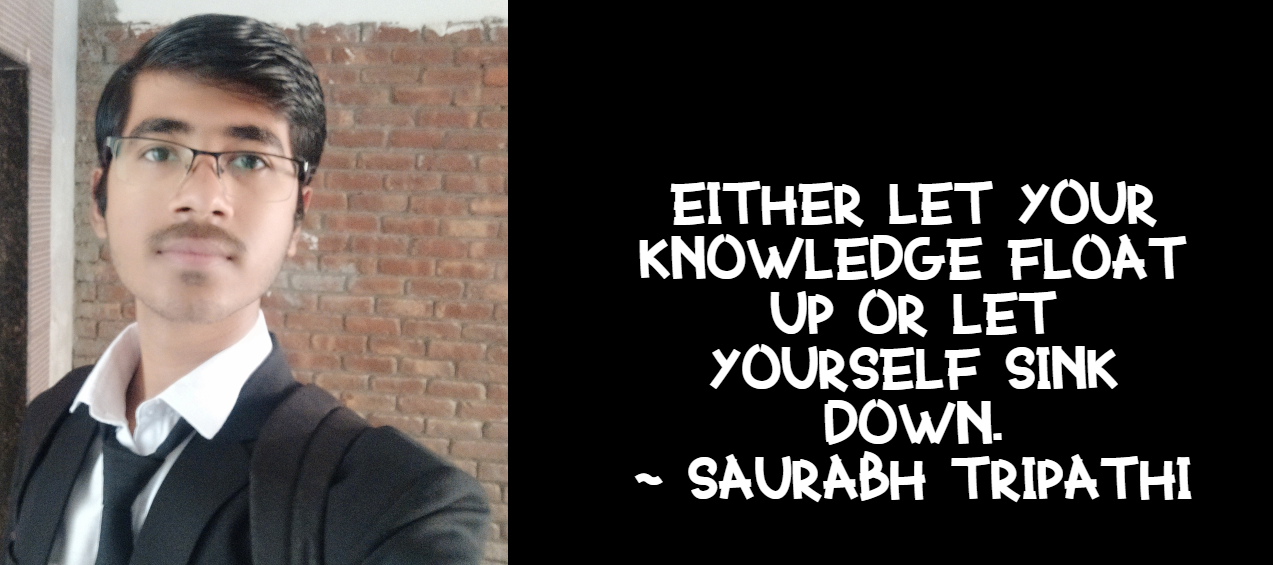 EITHER LET YOUR
KNOWLEDGE FLOAT
UP OR LET
YOURSELF SINK
DOWN.
~ SAURABH TRIPATHI